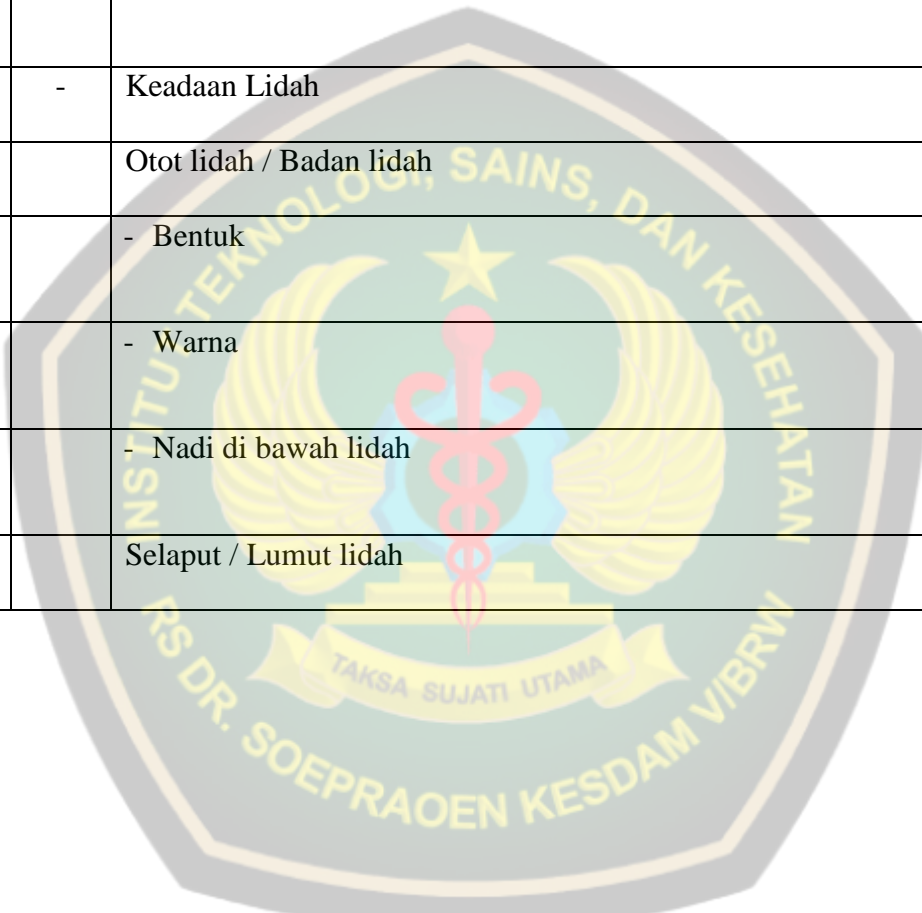 - Keadaan Lidah
Otot lidah / Badan lidah
- Bentuk
- Warna
- Nadi di bawah lidah
Selaput / Lumut lidah
INSTITUT TEKNOLOGI, SAINS, DAN KESEHATAN
TAKSA SUJATI UTAMA
RS DR. SOEPRAOEN KESDAM V/BRW